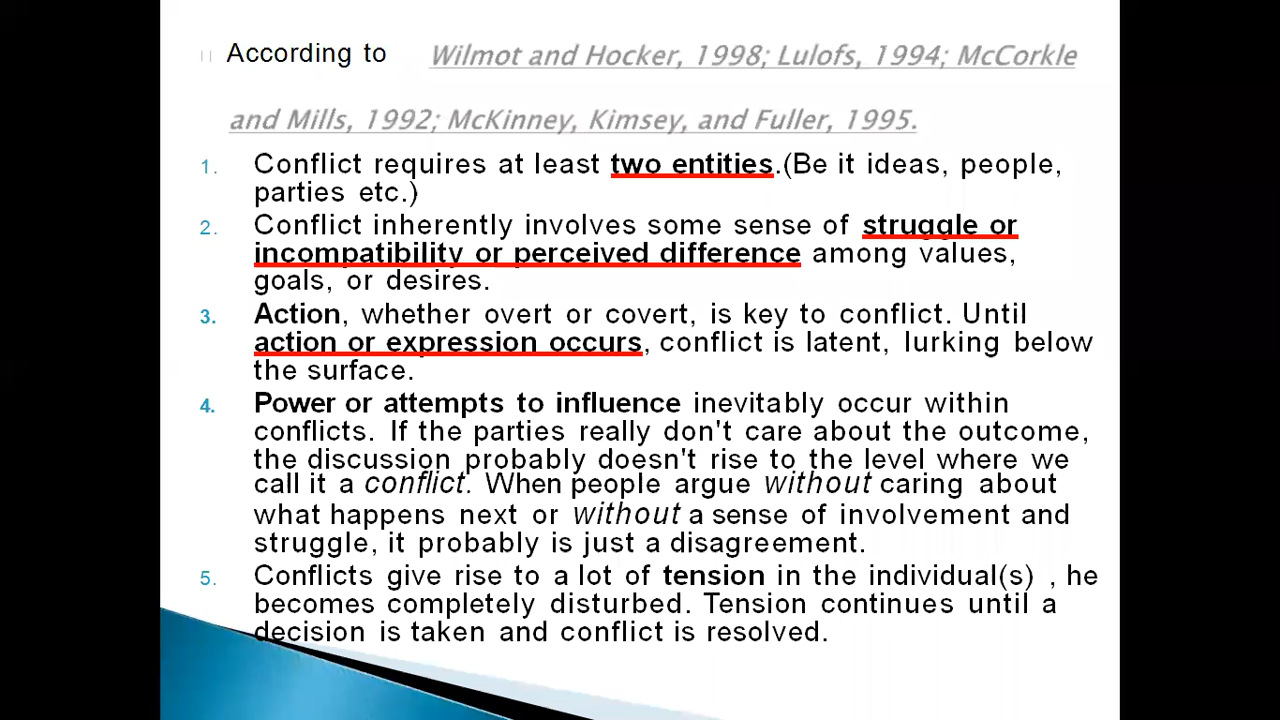 According to Wilmot and Hocker, 1998; Lulofs, 1994; McCorkle
and Mills, 1992; McKinney, Kimsey, and Fuller, 1995.
1. Conflict requires at least two entities.(Be it ideas, people,
parties etc.)
2. Conflict inherently involves some sense of struggle or
incompatibility or perceived difference among values,
goals, or desires.
3. Action, whether overt or covert, is key to conflict. Until
action or expression occurs, conflict is latent, lurking below
the surface.
4. Power or attempts to influence inevitably occur within
conflicts. If the parties really don't care about the outcome,
the discussion probably doesn't rise to the level where we
call it a conflict. When people argue without caring about
what happens next or without a sense of involvement and
struggle, it probably is just a disagreement.
5. Conflicts give rise to a lot of tension in the individual(s) , he
becomes completely disturbed. Tension continues until a
decision is taken and conflict is resolved.